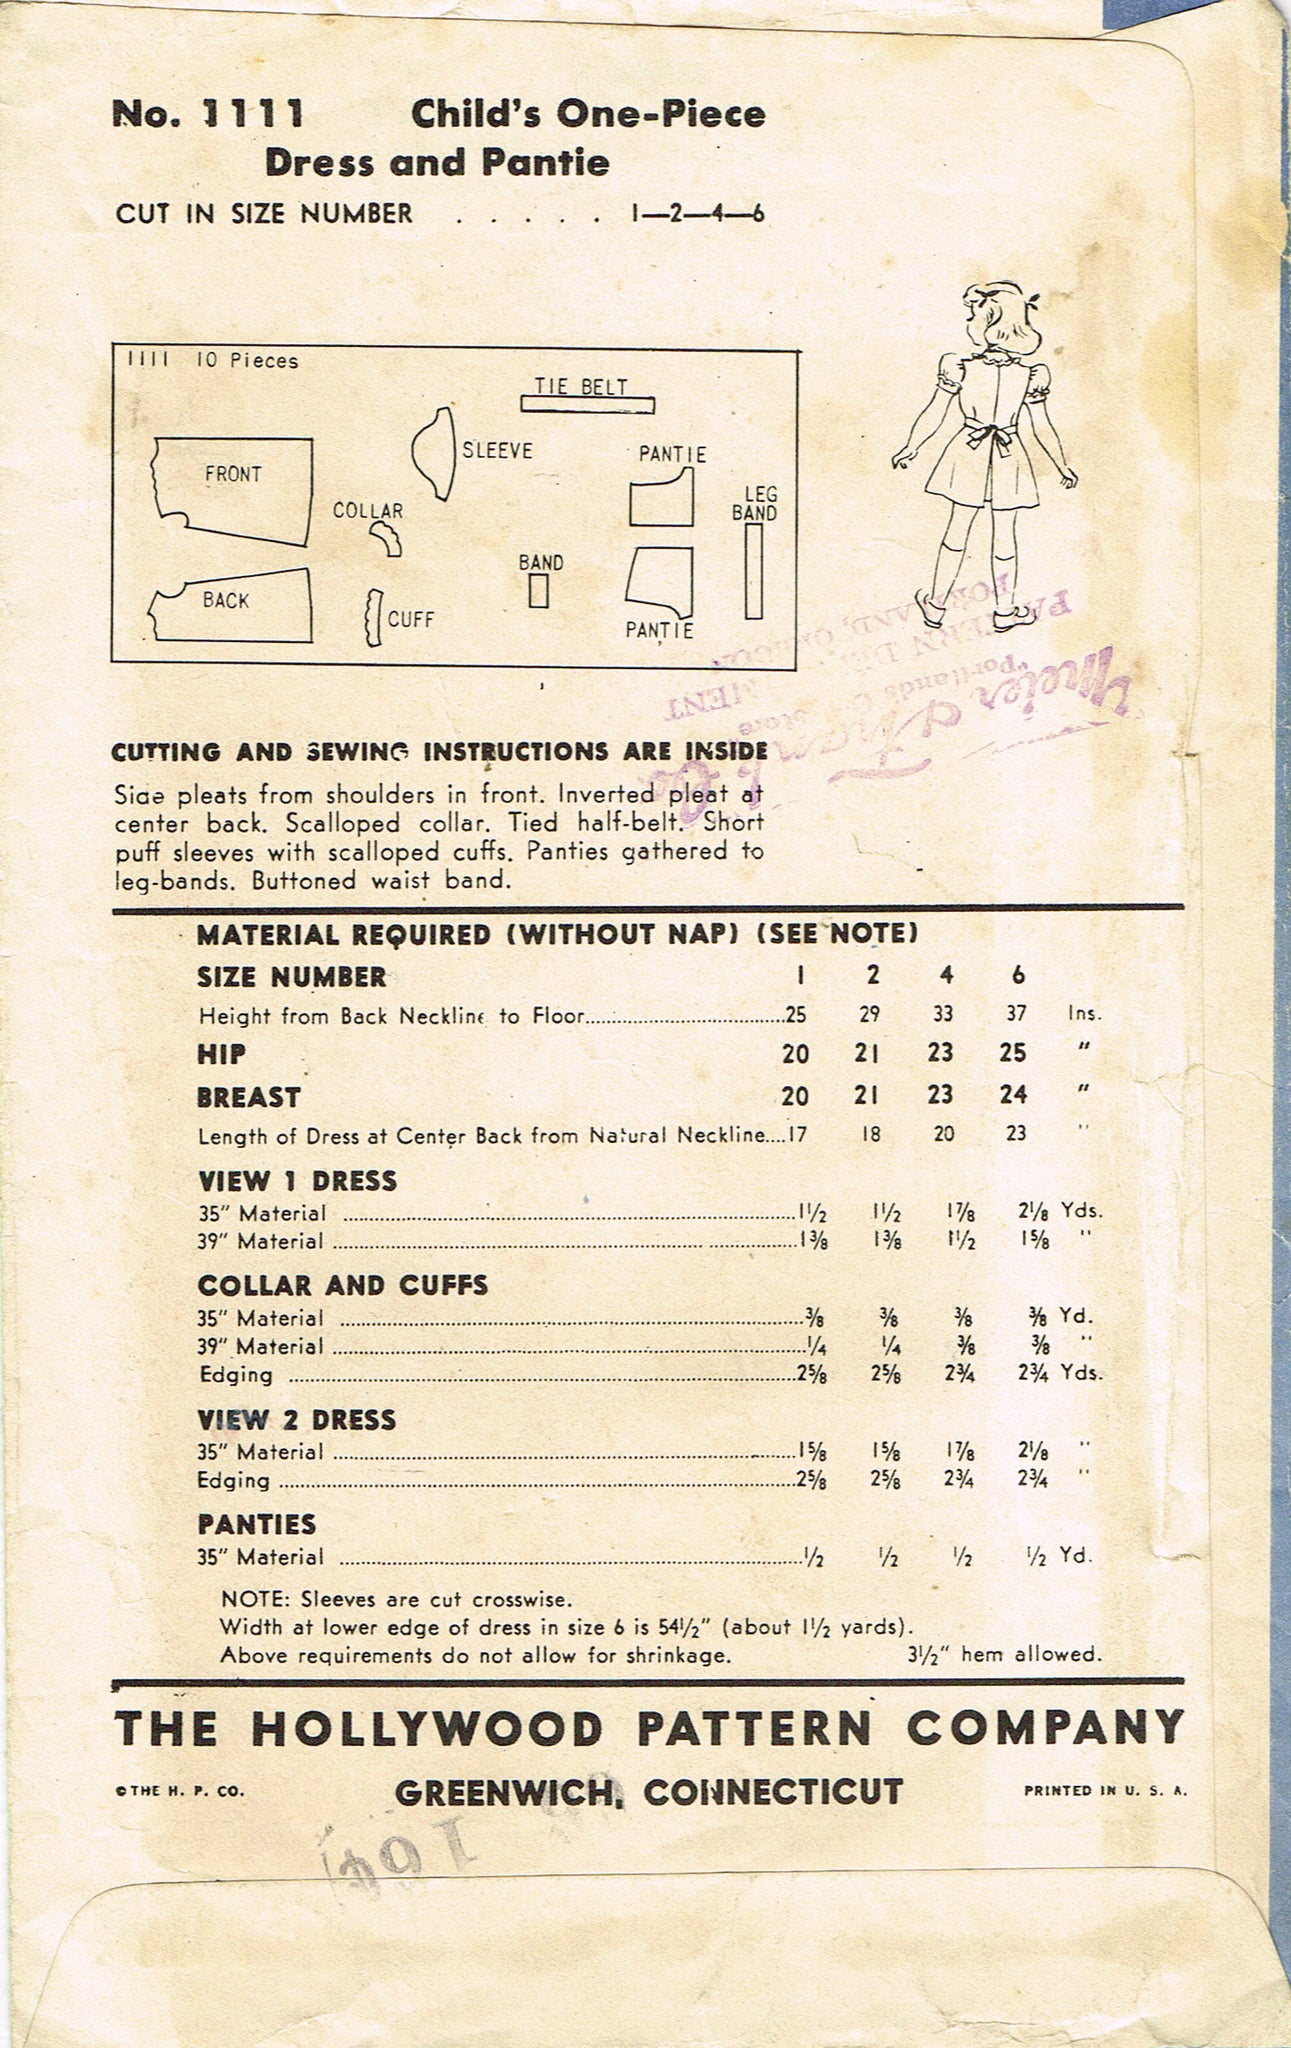 No. 1111 Child's One-Piece
Dress and Pantie
CUT IN SIZE NUMBER . . . . . 1—2—4—6
1111 10 Pieces
TIE BELT
SLEEVE
PANTIE
FRONT
COLLAR
LEG
BAND
BAND
BACK
CUFF
PANTIE
Meier & Frank Co.
"Portlands Own Store"
PATTERN DEPARTMENT
PORTLAND, OREGON
CUTTING AND SEWING INSTRUCTIONS ARE INSIDE
Side pleats from shoulders in front. Inverted pleat at
center back. Scalloped collar. Tied half-belt. Short
puff sleeves with scalloped cuffs. Panties gathered to
leg-bands. Buttoned waist band.
MATERIAL REQUIRED (WITHOUT NAP) (SEE NOTE)
SIZE NUMBER 1 2 4 6
Height from Back Neckline to Floor 25 29 33 37 Ins.
HIP 20 21 23 25 "
BREAST 20 21 23 24 "
Length of Dress at Center Back from Natural Neckline....17 18 20 23 "
VIEW 1 DRESS
35" Material 1½ 1½ 1⅞ 2⅛ Yds.
39" Material 1⅜ 1⅜ 1½ 1⅝ "
COLLAR AND CUFFS
35" Material ⅜ ⅜ ⅜ ⅜ Yd.
39" Material ¼ ¼ ⅜ ⅜ "
Edging 2⅝ 2⅝ 2¾ 2¾ Yds.
VIEW 2 DRESS
35" Material 1⅝ 1⅝ 1⅞ 2⅛ "
Edging 2⅝ 2⅝ 2¾ 2¾ "
PANTIES
35" Material ½ ½ ½ ½ Yd.
NOTE: Sleeves are cut crosswise.
Width at lower edge of dress in size 6 is 54½" (about 1½ yards).
Above requirements do not allow for shrinkage. 3½" hem allowed.
THE HOLLYWOOD PATTERN COMPANY
© THE H. P. CO. GREENWICH, CONNECTICUT PRINTED IN U. S. A.